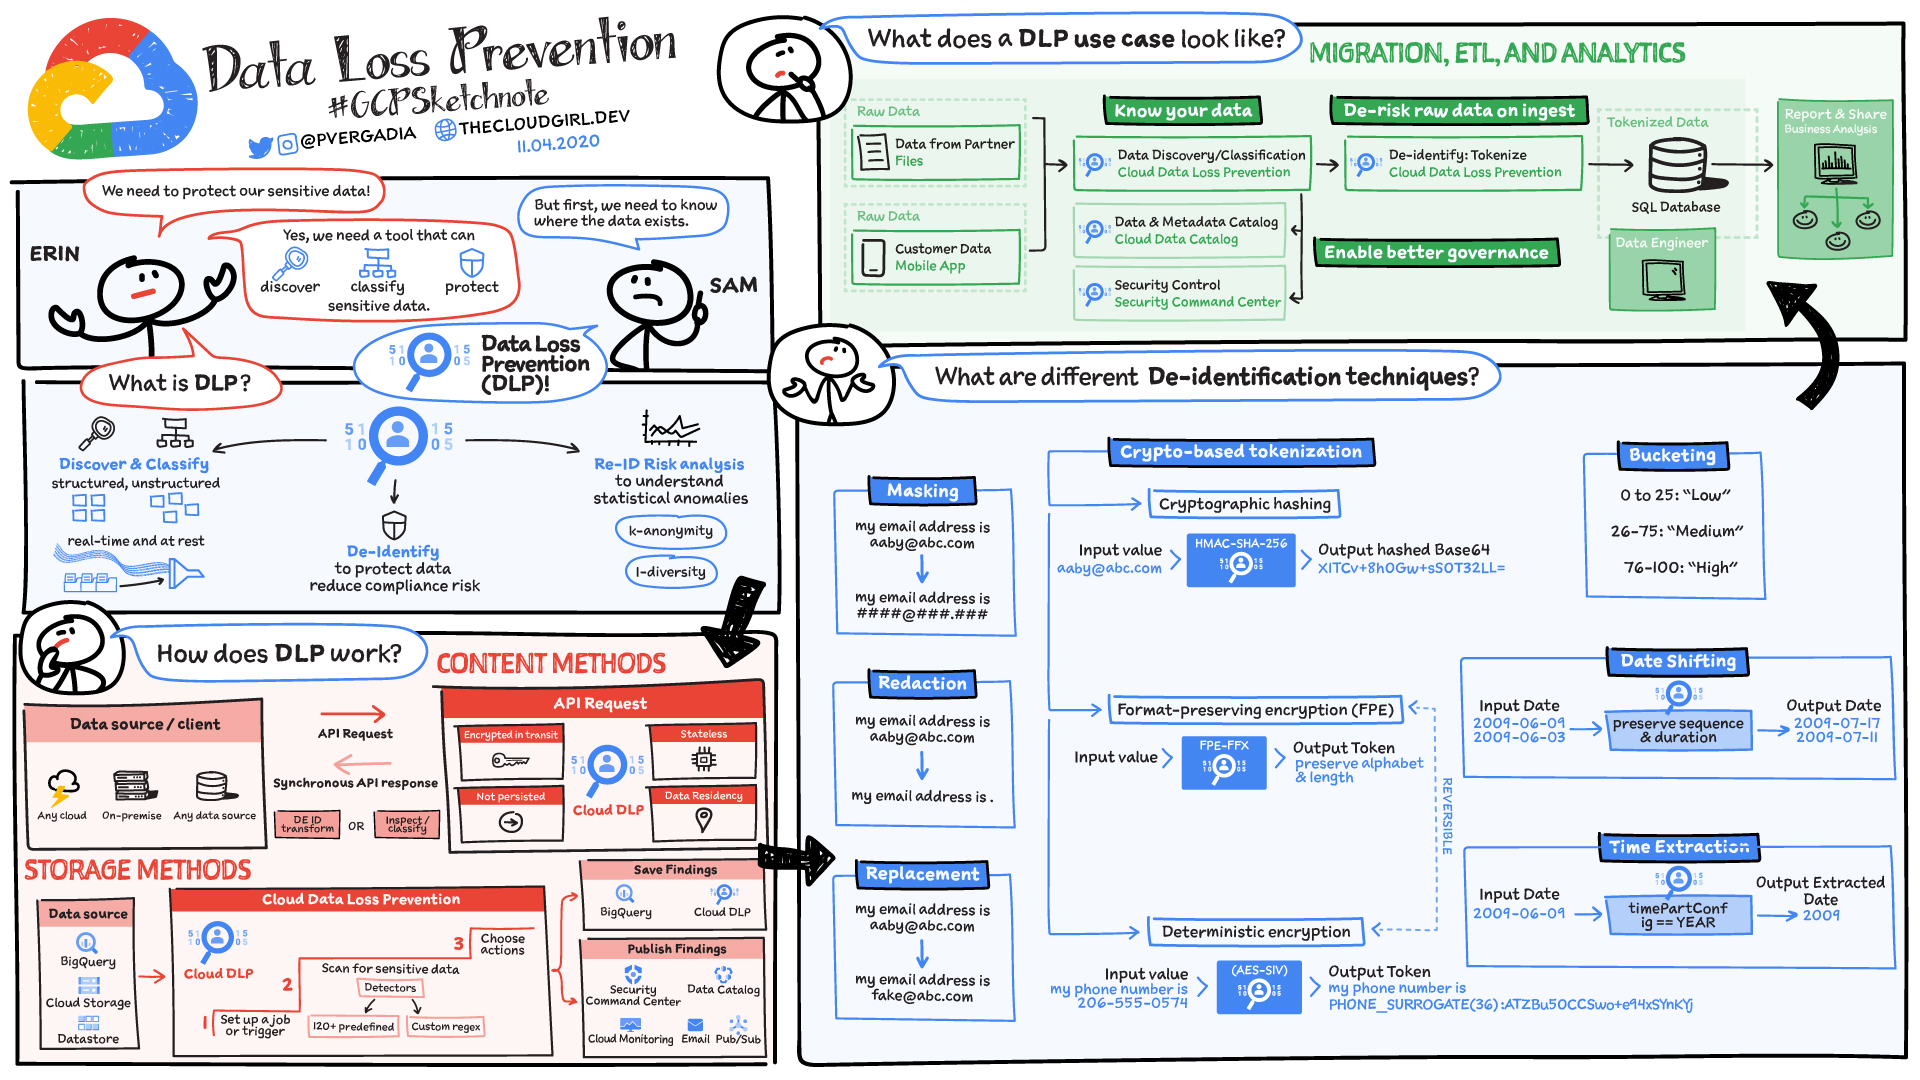 Data Loss Prevention
#GCPSketchnote
@PVERGADIA
THECLOUDGIRL.DEV
11.04.2020
We need to protect our sensitive data!
But first, we need to know
where the data exists.
ERIN
Yes, we need a tool that can
discover
classify
protect
sensitive data.
SAM
Data Loss
Prevention
(DLP)!
What is DLP?
Discover & Classify
structured, unstructured
real-time and at rest
De-Identify
to protect data
reduce compliance risk
Re-ID Risk analysis
to understand
statistical anomalies
k-anonymity
l-diversity
How does DLP work?
CONTENT METHODS
Data source / client
Any cloud
On-premise
Any data source
API Request
Synchronous API response
DE ID
transform
OR
Inspect /
classify
API Request
Encrypted in transit
Stateless
Not persisted
Data Residency
Cloud DLP
STORAGE METHODS
Data source
BigQuery
Cloud Storage
Datastore
Cloud Data Loss Prevention
Cloud DLP
1
Set up a job
or trigger
2
Scan for sensitive data
Detectors
120+ predefined
Custom regex
3
Choose
actions
Save Findings
BigQuery
Cloud DLP
Publish Findings
Security
Command Center
Data Catalog
Cloud Monitoring
Email
Pub/Sub
What does a DLP use case look like?
MIGRATION, ETL, AND ANALYTICS
Raw Data
Data from Partner
Files
Raw Data
Customer Data
Mobile App
Know your data
Data Discovery/Classification
Cloud Data Loss Prevention
Data & Metadata Catalog
Cloud Data Catalog
Security Control
Security Command Center
De-risk raw data on ingest
De-identify: Tokenize
Cloud Data Loss Prevention
Enable better governance
Tokenized Data
SQL Database
Data Engineer
Report & Share
Business Analysis
What are different De-identification techniques?
Masking
my email address is
aaby@abc.com
my email address is
####@###.###
Redaction
my email address is
aaby@abc.com
my email address is .
Replacement
my email address is
aaby@abc.com
my email address is
fake@abc.com
Crypto-based tokenization
Cryptographic hashing
Input value
aaby@abc.com
HMAC-SHA-256
Output hashed Base64
XITCv+8hOGw+sSOT32LL=
Format-preserving encryption (FPE)
Input value
FPE-FFX
Output Token
preserve alphabet
& length
REVERSIBLE
Deterministic encryption
Input value
my phone number is
206-555-0574
(AES-SIV)
Output Token
my phone number is
PHONE_SURROGATE(36):ATZBu5OCCSwo+e94xSYnKYj
Bucketing
0 to 25: “Low”
26-75: “Medium”
76-100: “High”
Date Shifting
Input Date
2009-06-09
2009-06-03
preserve sequence
& duration
Output Date
2009-07-17
2009-07-11
Time Extraction
Input Date
2009-06-09
timePartConf
ig == YEAR
Output Extracted
Date
2009